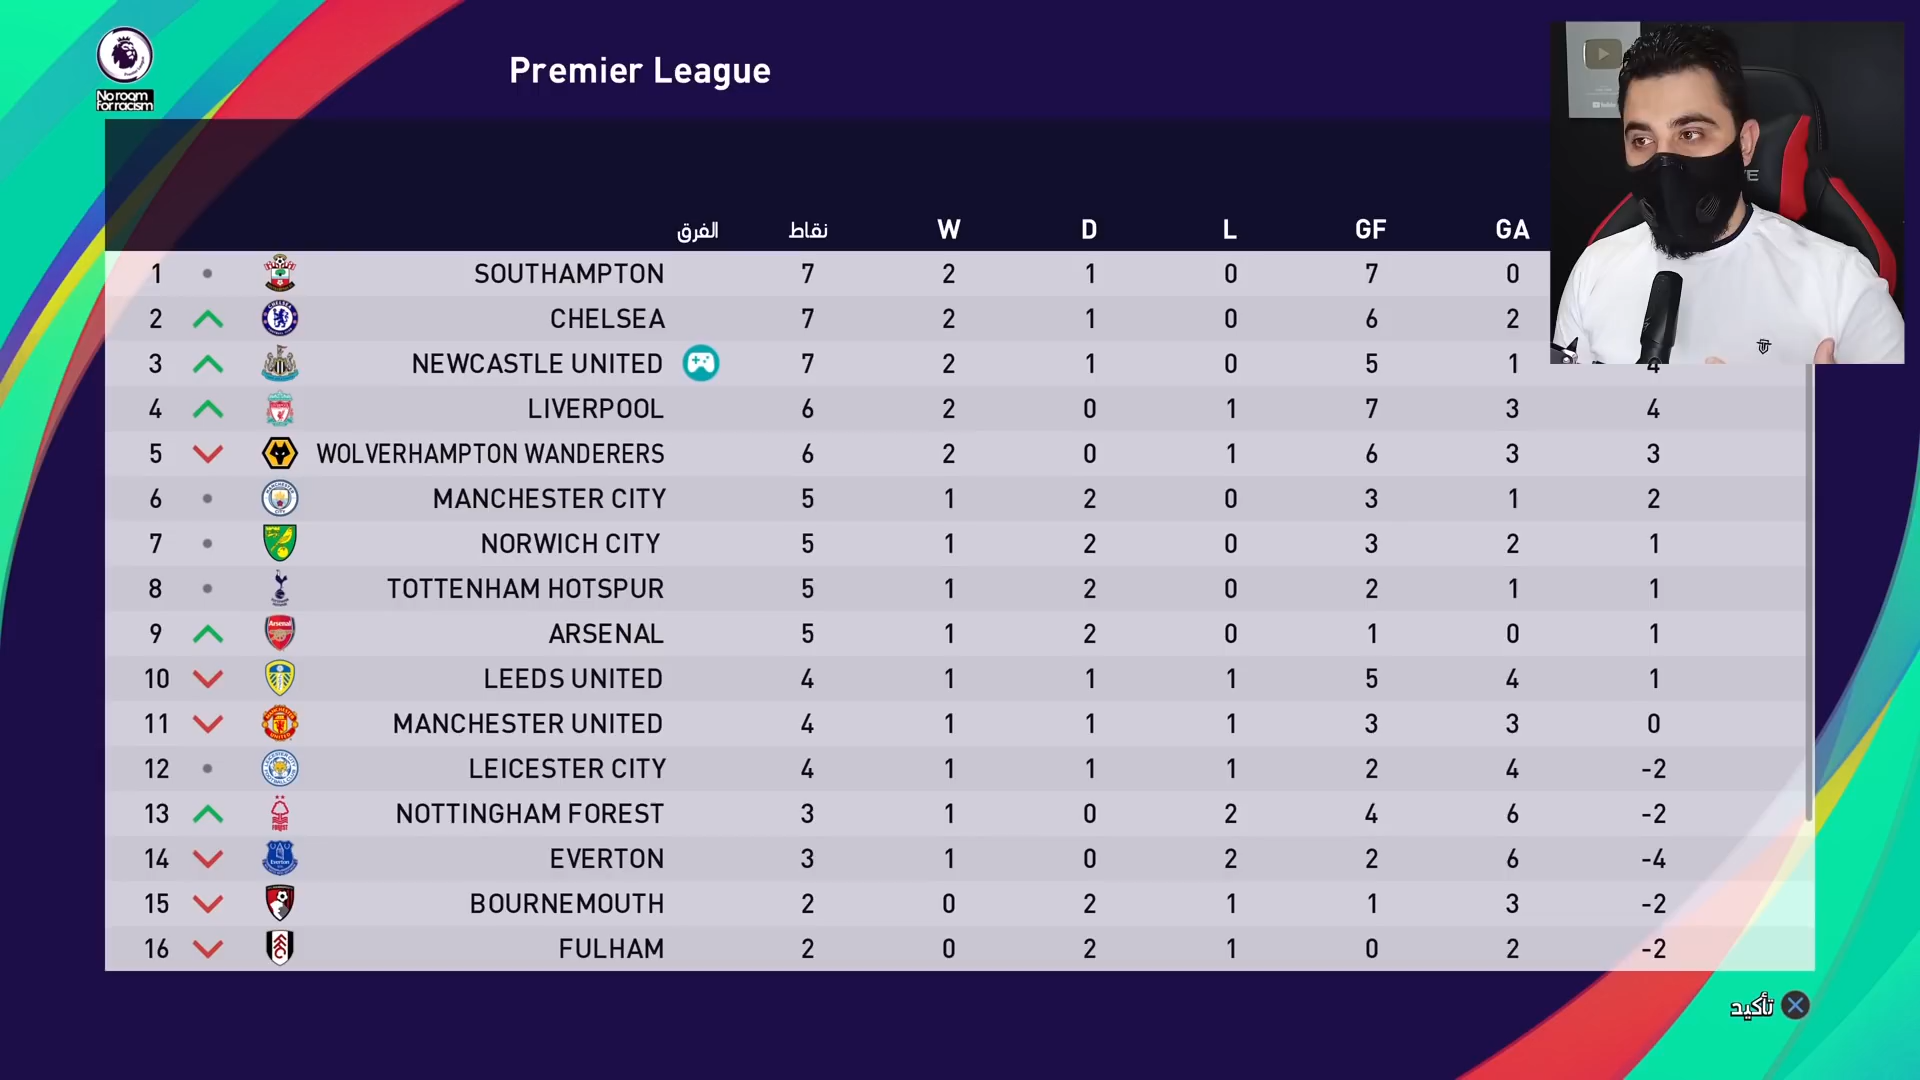 Premier League
No room
For racism
الفرق نقاط W D L GF GA
1 SOUTHAMPTON 7 2 1 0 7 0
2 CHELSEA 7 2 1 0 6 2
3 NEWCASTLE UNITED 7 2 1 0 5 1 4
4 LIVERPOOL 6 2 0 1 7 3 4
5 WOLVERHAMPTON WANDERERS 6 2 0 1 6 3 3
6 MANCHESTER CITY 5 1 2 0 3 1 2
7 NORWICH CITY 5 1 2 0 3 2 1
8 TOTTENHAM HOTSPUR 5 1 2 0 2 1 1
9 ARSENAL 5 1 2 0 1 0 1
10 LEEDS UNITED 4 1 1 1 5 4 1
11 MANCHESTER UNITED 4 1 1 1 3 3 0
12 LEICESTER CITY 4 1 1 1 2 4 -2
13 NOTTINGHAM FOREST 3 1 0 2 4 6 -2
14 EVERTON 3 1 0 2 2 6 -4
15 BOURNEMOUTH 2 0 2 1 1 3 -2
16 FULHAM 2 0 2 1 0 2 -2
تأكيد